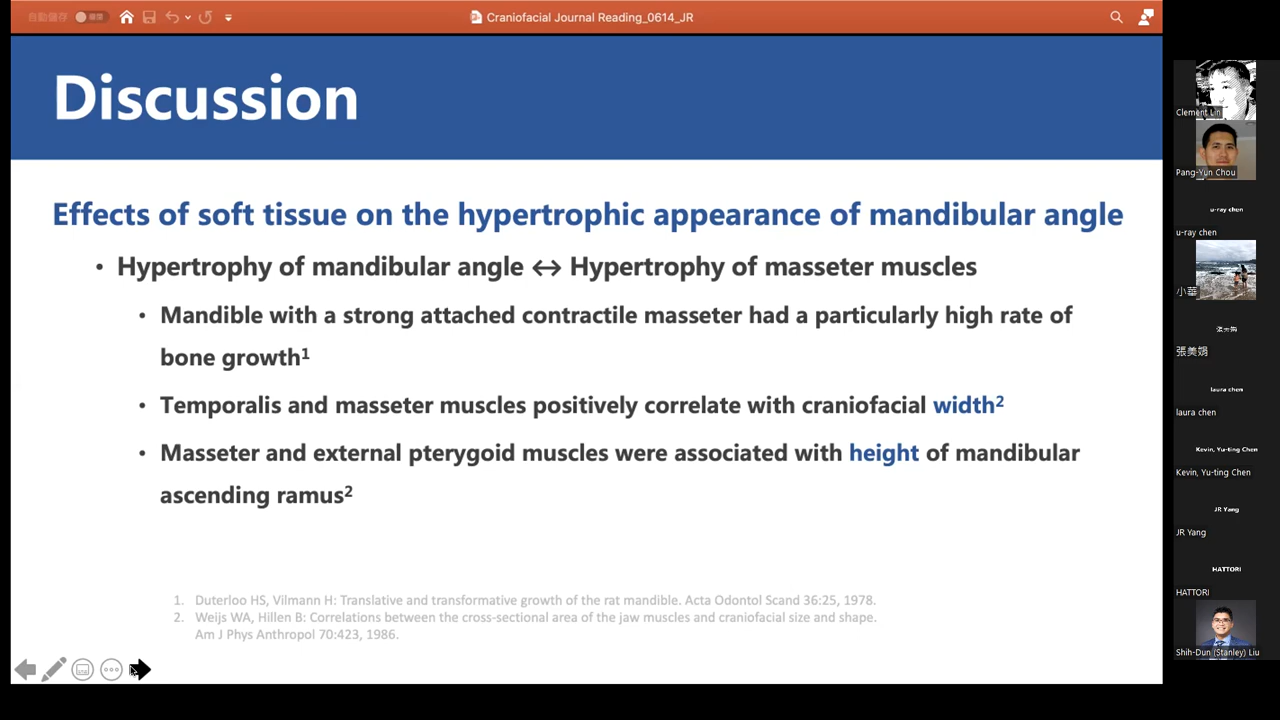 自動儲存
Craniofacial Journal Reading_0614_JR
Discussion
Effects of soft tissue on the hypertrophic appearance of mandibular angle
• Hypertrophy of mandibular angle ↔ Hypertrophy of masseter muscles
• Mandible with a strong attached contractile masseter had a particularly high rate of
bone growth1
• Temporalis and masseter muscles positively correlate with craniofacial width2
• Masseter and external pterygoid muscles were associated with height of mandibular
ascending ramus2
1. Duterloo HS, Vilmann H: Translative and transformative growth of the rat mandible. Acta Odontol Scand 36:25, 1978.
2. Weijs WA, Hillen B: Correlations between the cross-sectional area of the jaw muscles and craniofacial size and shape.
Am J Phys Anthropol 70:423, 1986.
Clement Lin
Pang-Yun Chou
u-ray chen
u-ray chen
小華
張美娟
張美娟
laura chen
laura chen
Kevin, Yu-ting Chen
Kevin, Yu-ting Chen
JR Yang
JR Yang
HATTORI
HATTORI
Shih-Dun (Stanley) Liu